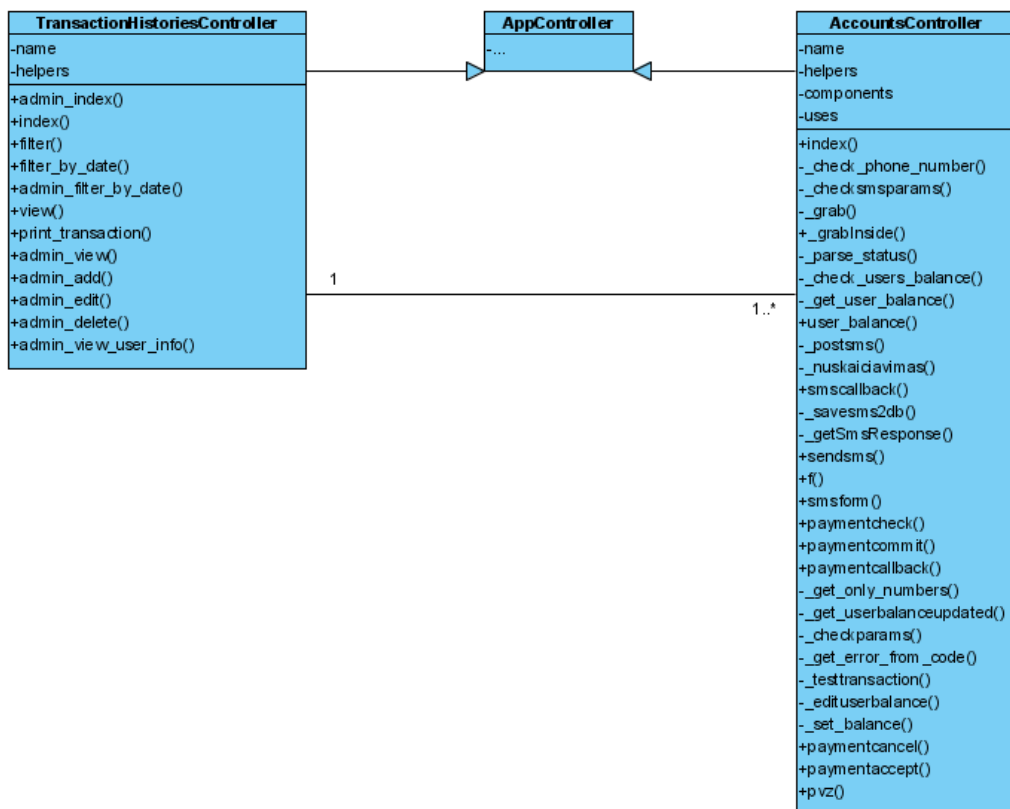 TransactionHistoriesController
-name
-helpers
+admin_index()
+index()
+filter()
+filter_by_date()
+admin_filter_by_date()
+view()
+print_transaction()
+admin_view()
+admin_add()
+admin_edit()
+admin_delete()
+admin_view_user_info()
AppController
-...
1
1..*
AccountsController
-name
-helpers
-components
-uses
+index()
-_check_phone_number()
-_checksmsparams()
-_grab()
+_grabInside()
-_parse_status()
-_check_users_balance()
-_get_user_balance()
+user_balance()
-_postsms()
-_nuskaiciavimas()
+smscallback()
-_savesms2db()
-_getSmsResponse()
+sendsms()
+f()
+smsform()
+paymentcheck()
+paymentcommit()
+paymentcallback()
-_get_only_numbers()
-_get_userbalanceupdated()
-_checkparams()
-_get_error_from_code()
-_testtransaction()
-_edituserbalance()
-_set_balance()
+paymentcancel()
+paymentaccept()
+pvz()